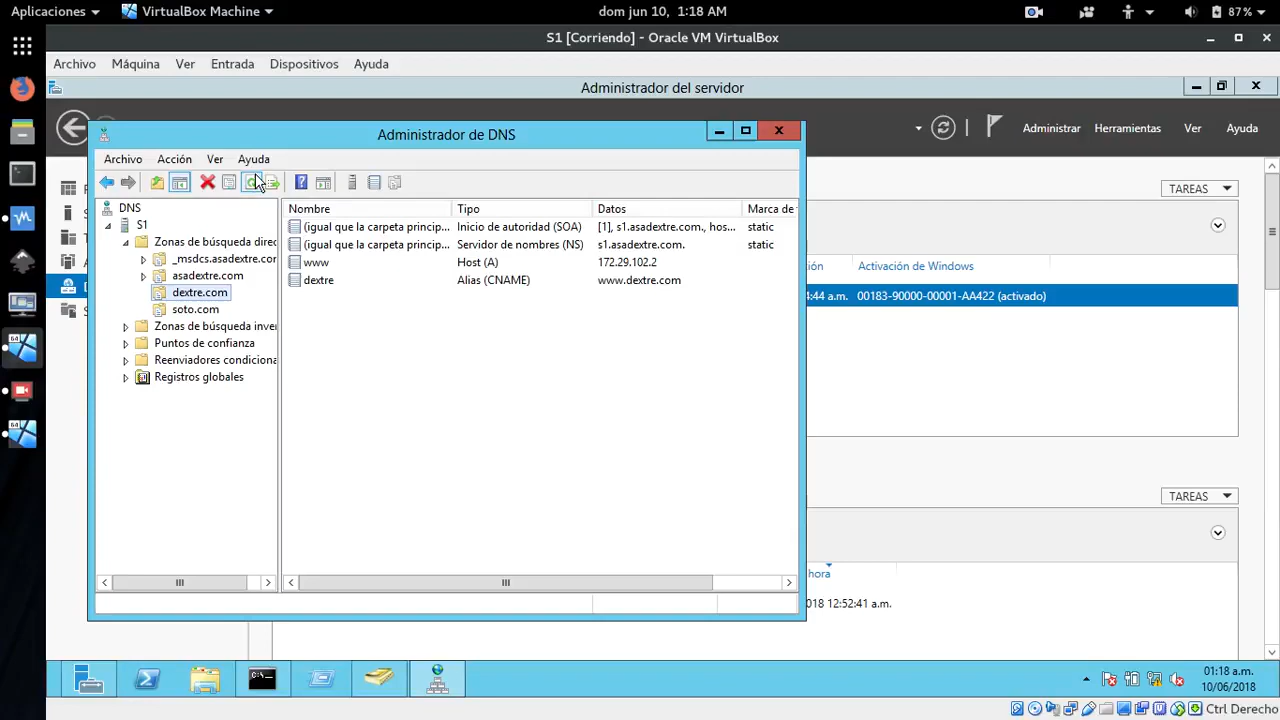 Aplicaciones VirtualBox Machine dom jun 10, 1:18 AM 87%
S1 [Corriendo] - Oracle VM VirtualBox
Archivo Máquina Ver Entrada Dispositivos Ayuda
Administrador del servidor
Administrar Herramientas Ver Ayuda
Administrador de DNS
Archivo Acción Ver Ayuda
TAREAS
DNS
S1
Zonas de búsqueda direc
_msdcs.asadextre.cor
asadextre.com
dextre.com
soto.com
Zonas de búsqueda inver
Puntos de confianza
Reenviadores condiciona
Registros globales
Nombre Tipo Datos Marca de
(igual que la carpeta princip... Inicio de autoridad (SOA) [1], s1.asadextre.com., hos... static
(igual que la carpeta princip... Servidor de nombres (NS) s1.asadextre.com. static
www Host (A) 172.29.102.2
dextre Alias (CNAME) www.dextre.com
ción Activación de Windows
:44 a.m. 00183-90000-00001-AA422 (activado)
TAREAS
hora
018 12:52:41 a.m.
01:18 a.m.
10/06/2018
Ctrl Derecho